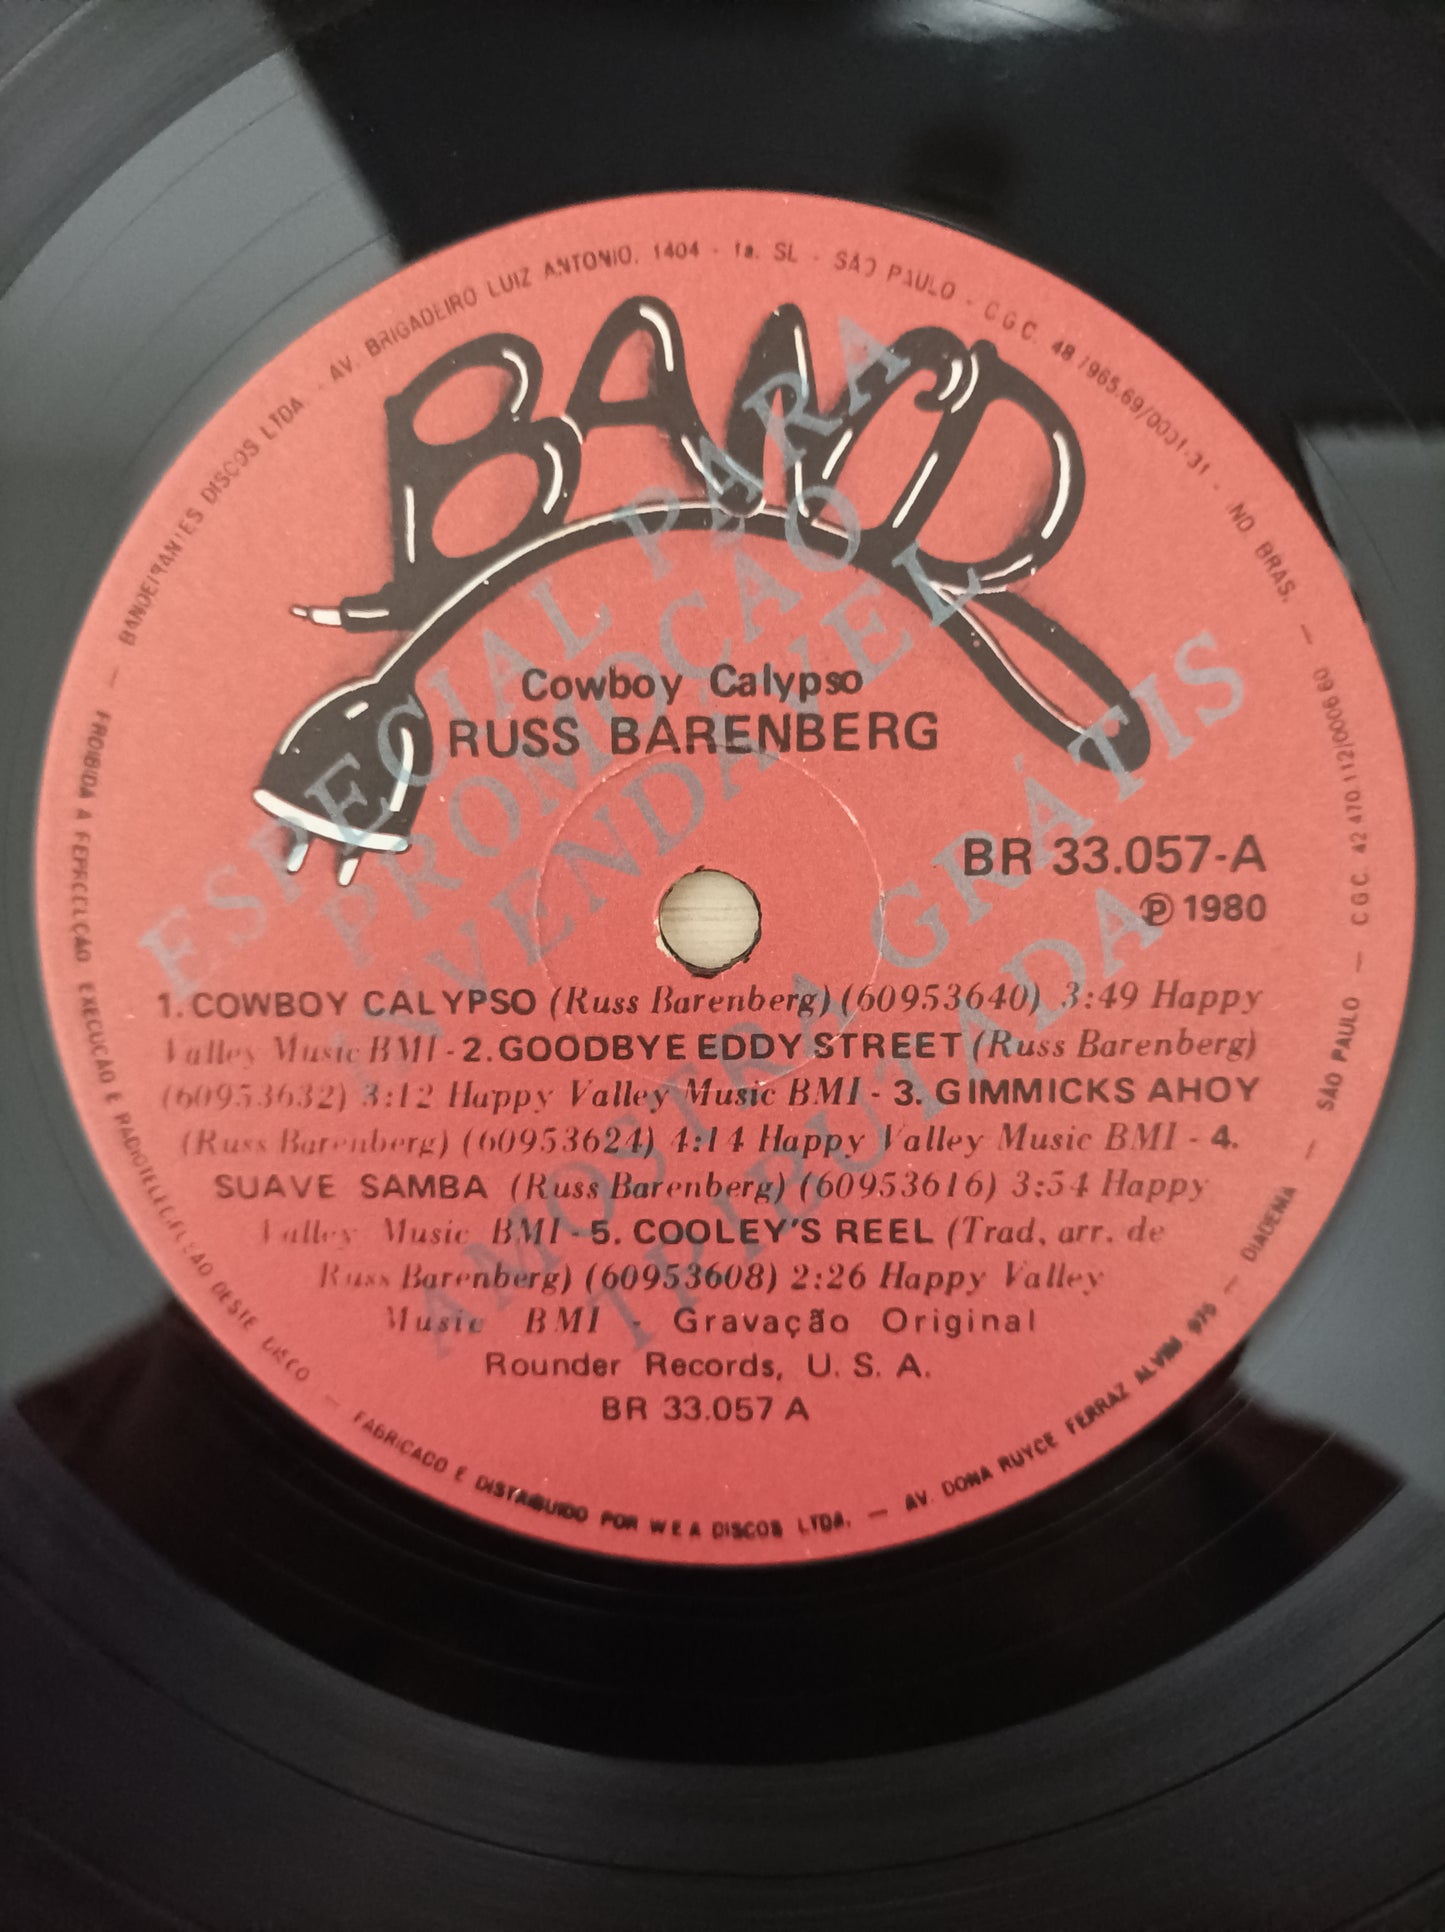 BANDEIRANTES DISCOS LTDA - AV. BRIGADEIRO LUIZ ANTONIO, 1404 - 1a. SL - SÃO PAULO - C G C. 48 7965.69/0001-31 - IND. BRAS. —
BAND
ESPECIAL PARA
PROMOÇÃO
INVENDÁVEL
Cowboy Calypso
RUSS BARENBERG
BR 33.057-A
℗ 1980
AMOSTRA GRÁTIS
TRIBUTADA
1. COWBOY CALYPSO (Russ Barenberg) (60953640) 3:49 Happy
Valley Music BMI - 2. GOODBYE EDDY STREET (Russ Barenberg)
(60953632) 3:12 Happy Valley Music BMI - 3. GIMMICKS AHOY
(Russ Barenberg) (60953624) 4:14 Happy Valley Music BMI - 4.
SUAVE SAMBA (Russ Barenberg) (60953616) 3:54 Happy
Valley Music BMI - 5. COOLEY'S REEL (Trad, arr. de
Russ Barenberg) (60953608) 2:26 Happy Valley
Music BMI - Gravação Original
Rounder Records, U. S. A.
BR 33.057 A
— PROIBIDA A REPRODUÇÃO, EXECUÇÃO E RADIOTELEDIFUSÃO DESTE DISCO — FABRICADO E DISTRIBUIDO POR W E A DISCOS LTDA. — AV. DONA RUYCE FERRAZ ALVIM, 975 — DIADEMA — SÃO PAULO — C G C. 42 470 112/0006 60